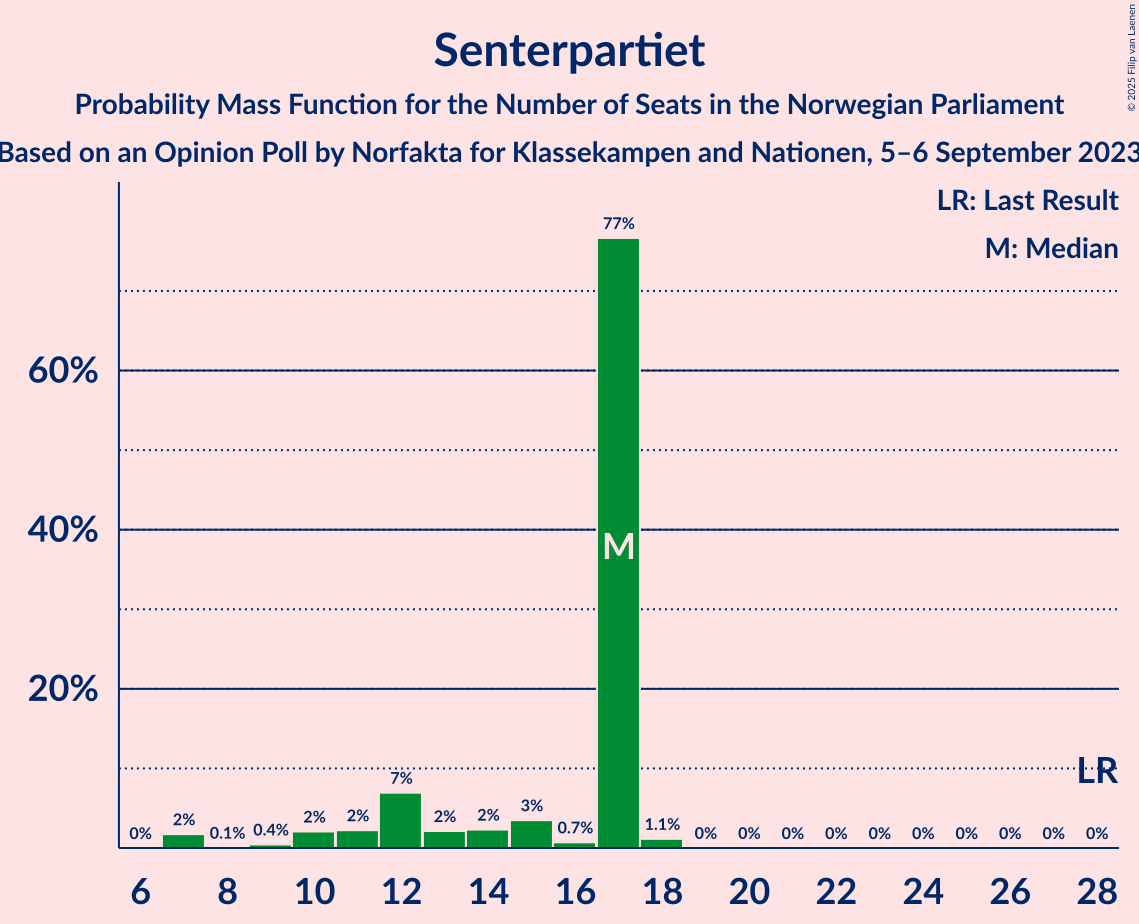 Senterpartiet
Probability Mass Function for the Number of Seats in the Norwegian Parliament
Based on an Opinion Poll by Norfakta for Klassekampen and Nationen, 5–6 September 2023
© 2025 Filip van Laenen
LR: Last Result
M: Median
60%
40%
20%
0% 2% 0.1% 0.4% 2% 2% 7% 2% 2% 3% 0.7% 77% 1.1% 0% 0% 0% 0% 0% 0% 0% 0% 0% 0%
M
LR
6 8 10 12 14 16 18 20 22 24 26 28